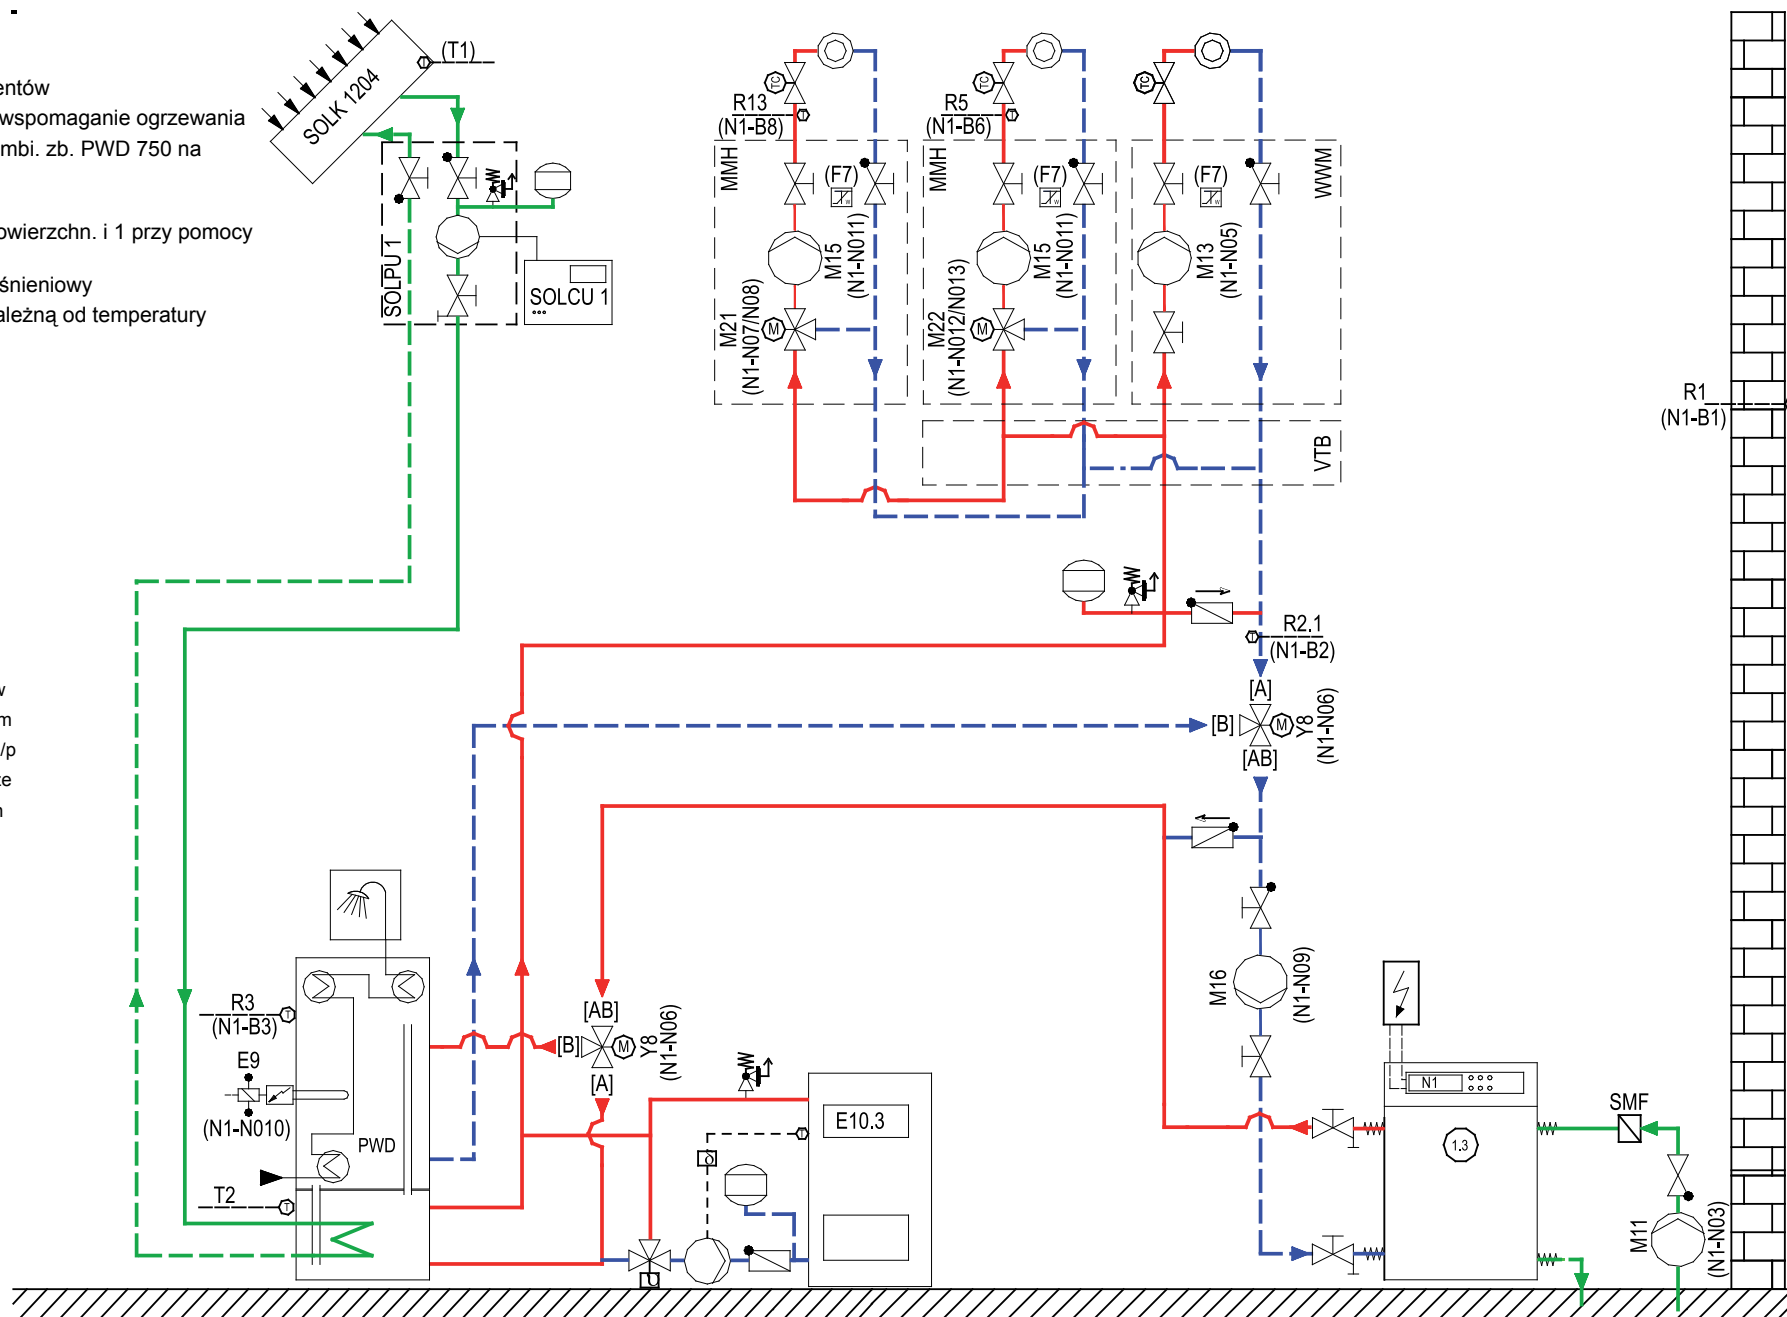 entów
wspomaganie ogrzewania
mbi. zb. PWD 750 na
owierzchn. i 1 przy pomocy
śnieniowy
ależną od temperatury
w
m
/p
że
n
(T1)
SOLK 1204
SOLPU 1
SOLCU 1
TC
TC
TC
R13
(N1-B8)
R5
(N1-B6)
MMH
(F7)
MMH
(F7)
(F7)
WWM
M15
(N1-N011)
M15
(N1-N011)
M13
(N1-N05)
M21
(N1-N07/N08)
M
M22
(N1-N012/N013)
M
VTB
R1
(N1-B1)
R2.1
(N1-B2)
[A]
[B]
M
Y8
(N1-N06)
[AB]
M16
(N1-N09)
R3
(N1-B3)
E9
(N1-N010)
PWD
T2
[AB]
[B]
M
Y8
(N1-N06)
[A]
E10.3
N1
1.3
SMF
M11
(N1-N03)